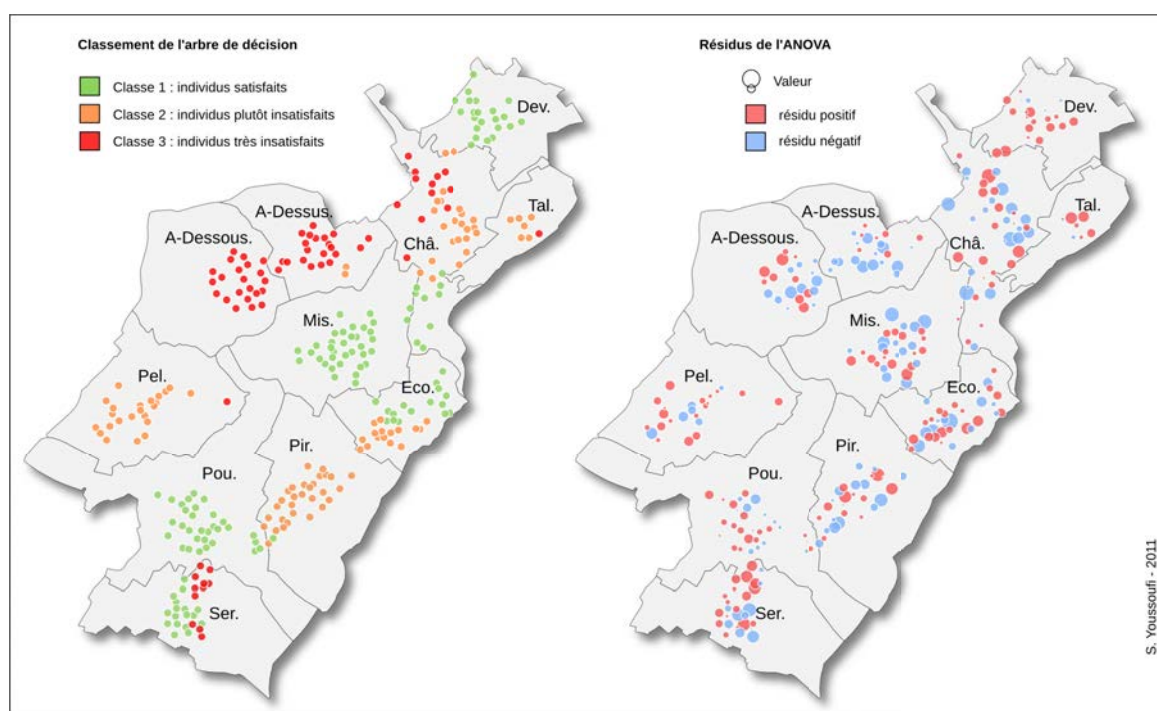 Classement de l'arbre de décision
Classe 1 : individus satisfaits
Classe 2 : individus plutôt insatisfaits
Classe 3 : individus très insatisfaits
Dev.
Tal.
A-Dessus.
A-Dessous.
Châ.
Mis.
Pel.
Eco.
Pir.
Pou.
Ser.
Résidus de l'ANOVA
Valeur
résidu positif
résidu négatif
Dev.
Tal.
A-Dessus.
A-Dessous.
Châ.
Mis.
Pel.
Eco.
Pir.
Pou.
Ser.
S. Youssoufi - 2011